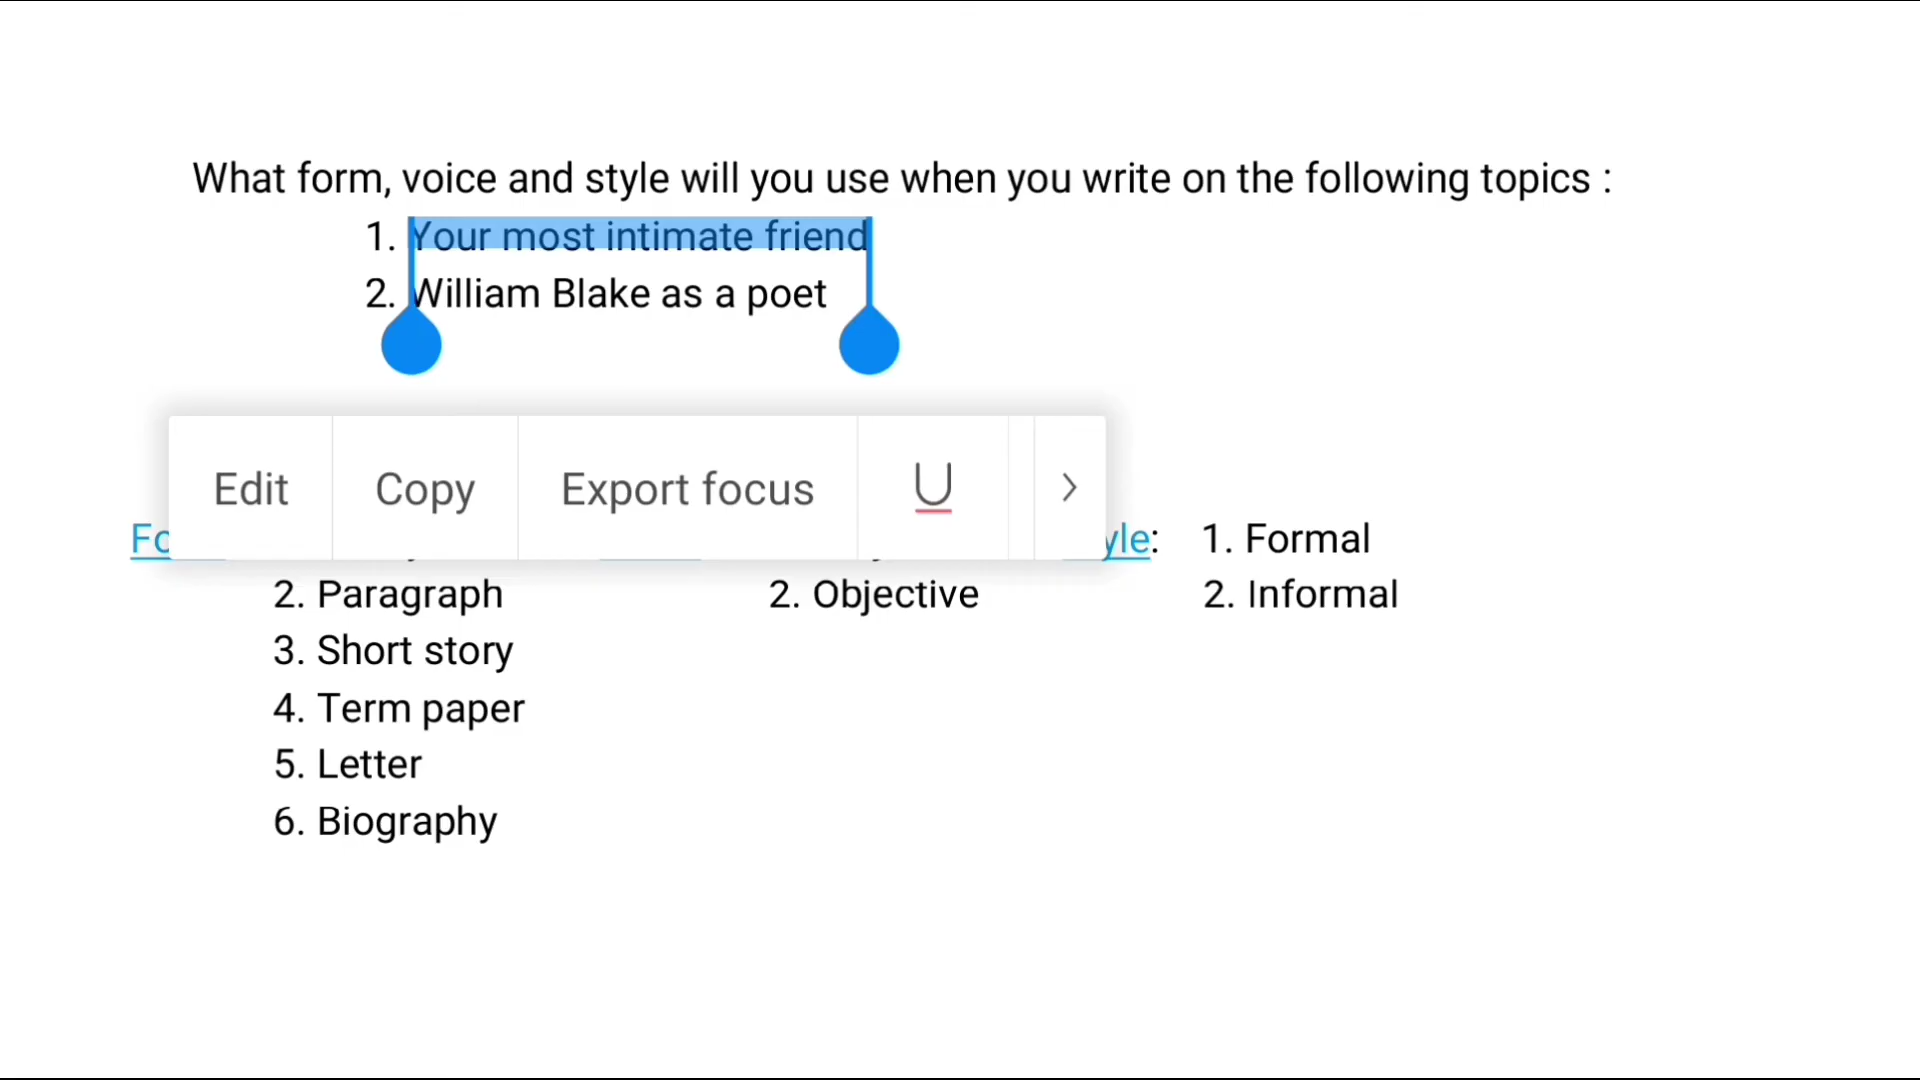 What form, voice and style will you use when you write on the following topics :
1. Your most intimate friend
2. William Blake as a poet
Edit Copy Export focus U
1. Formal
2. Paragraph 2. Objective 2. Informal
3. Short story
4. Term paper
5. Letter
6. Biography